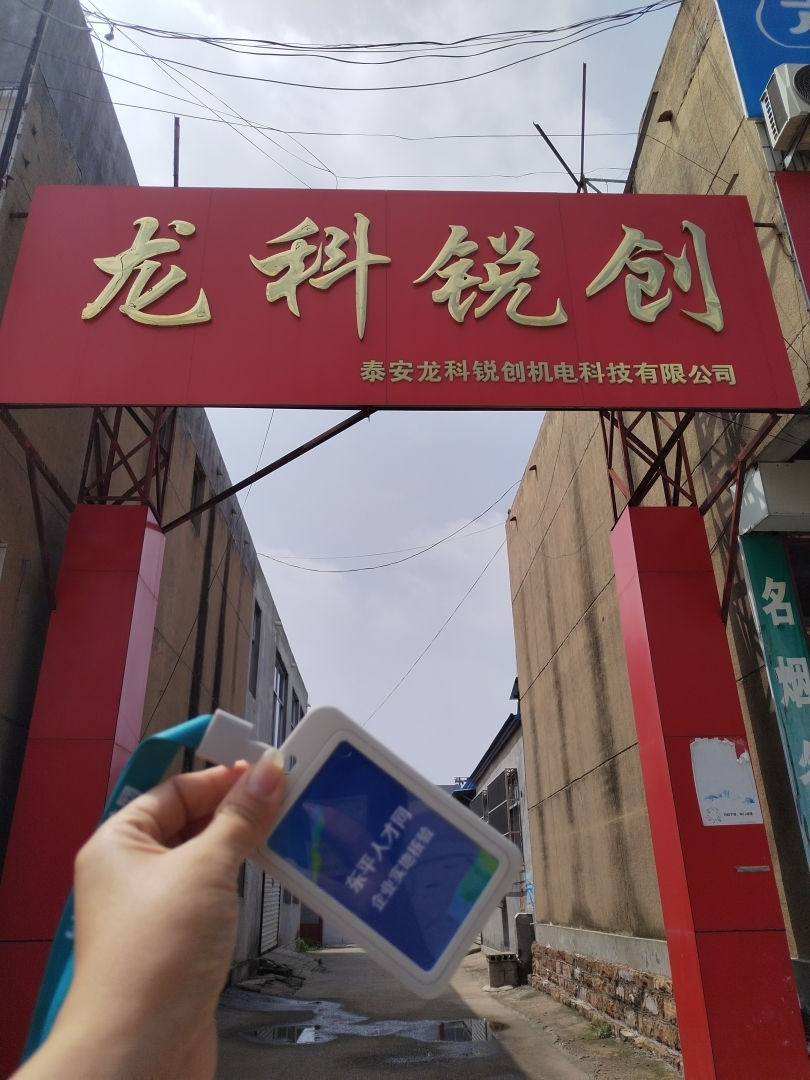 龙科锐创
泰安龙科锐创机电科技有限公司
名烟
东平人才网
企业实地核验